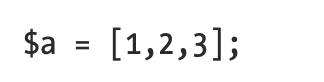 $a = [1,2,3];